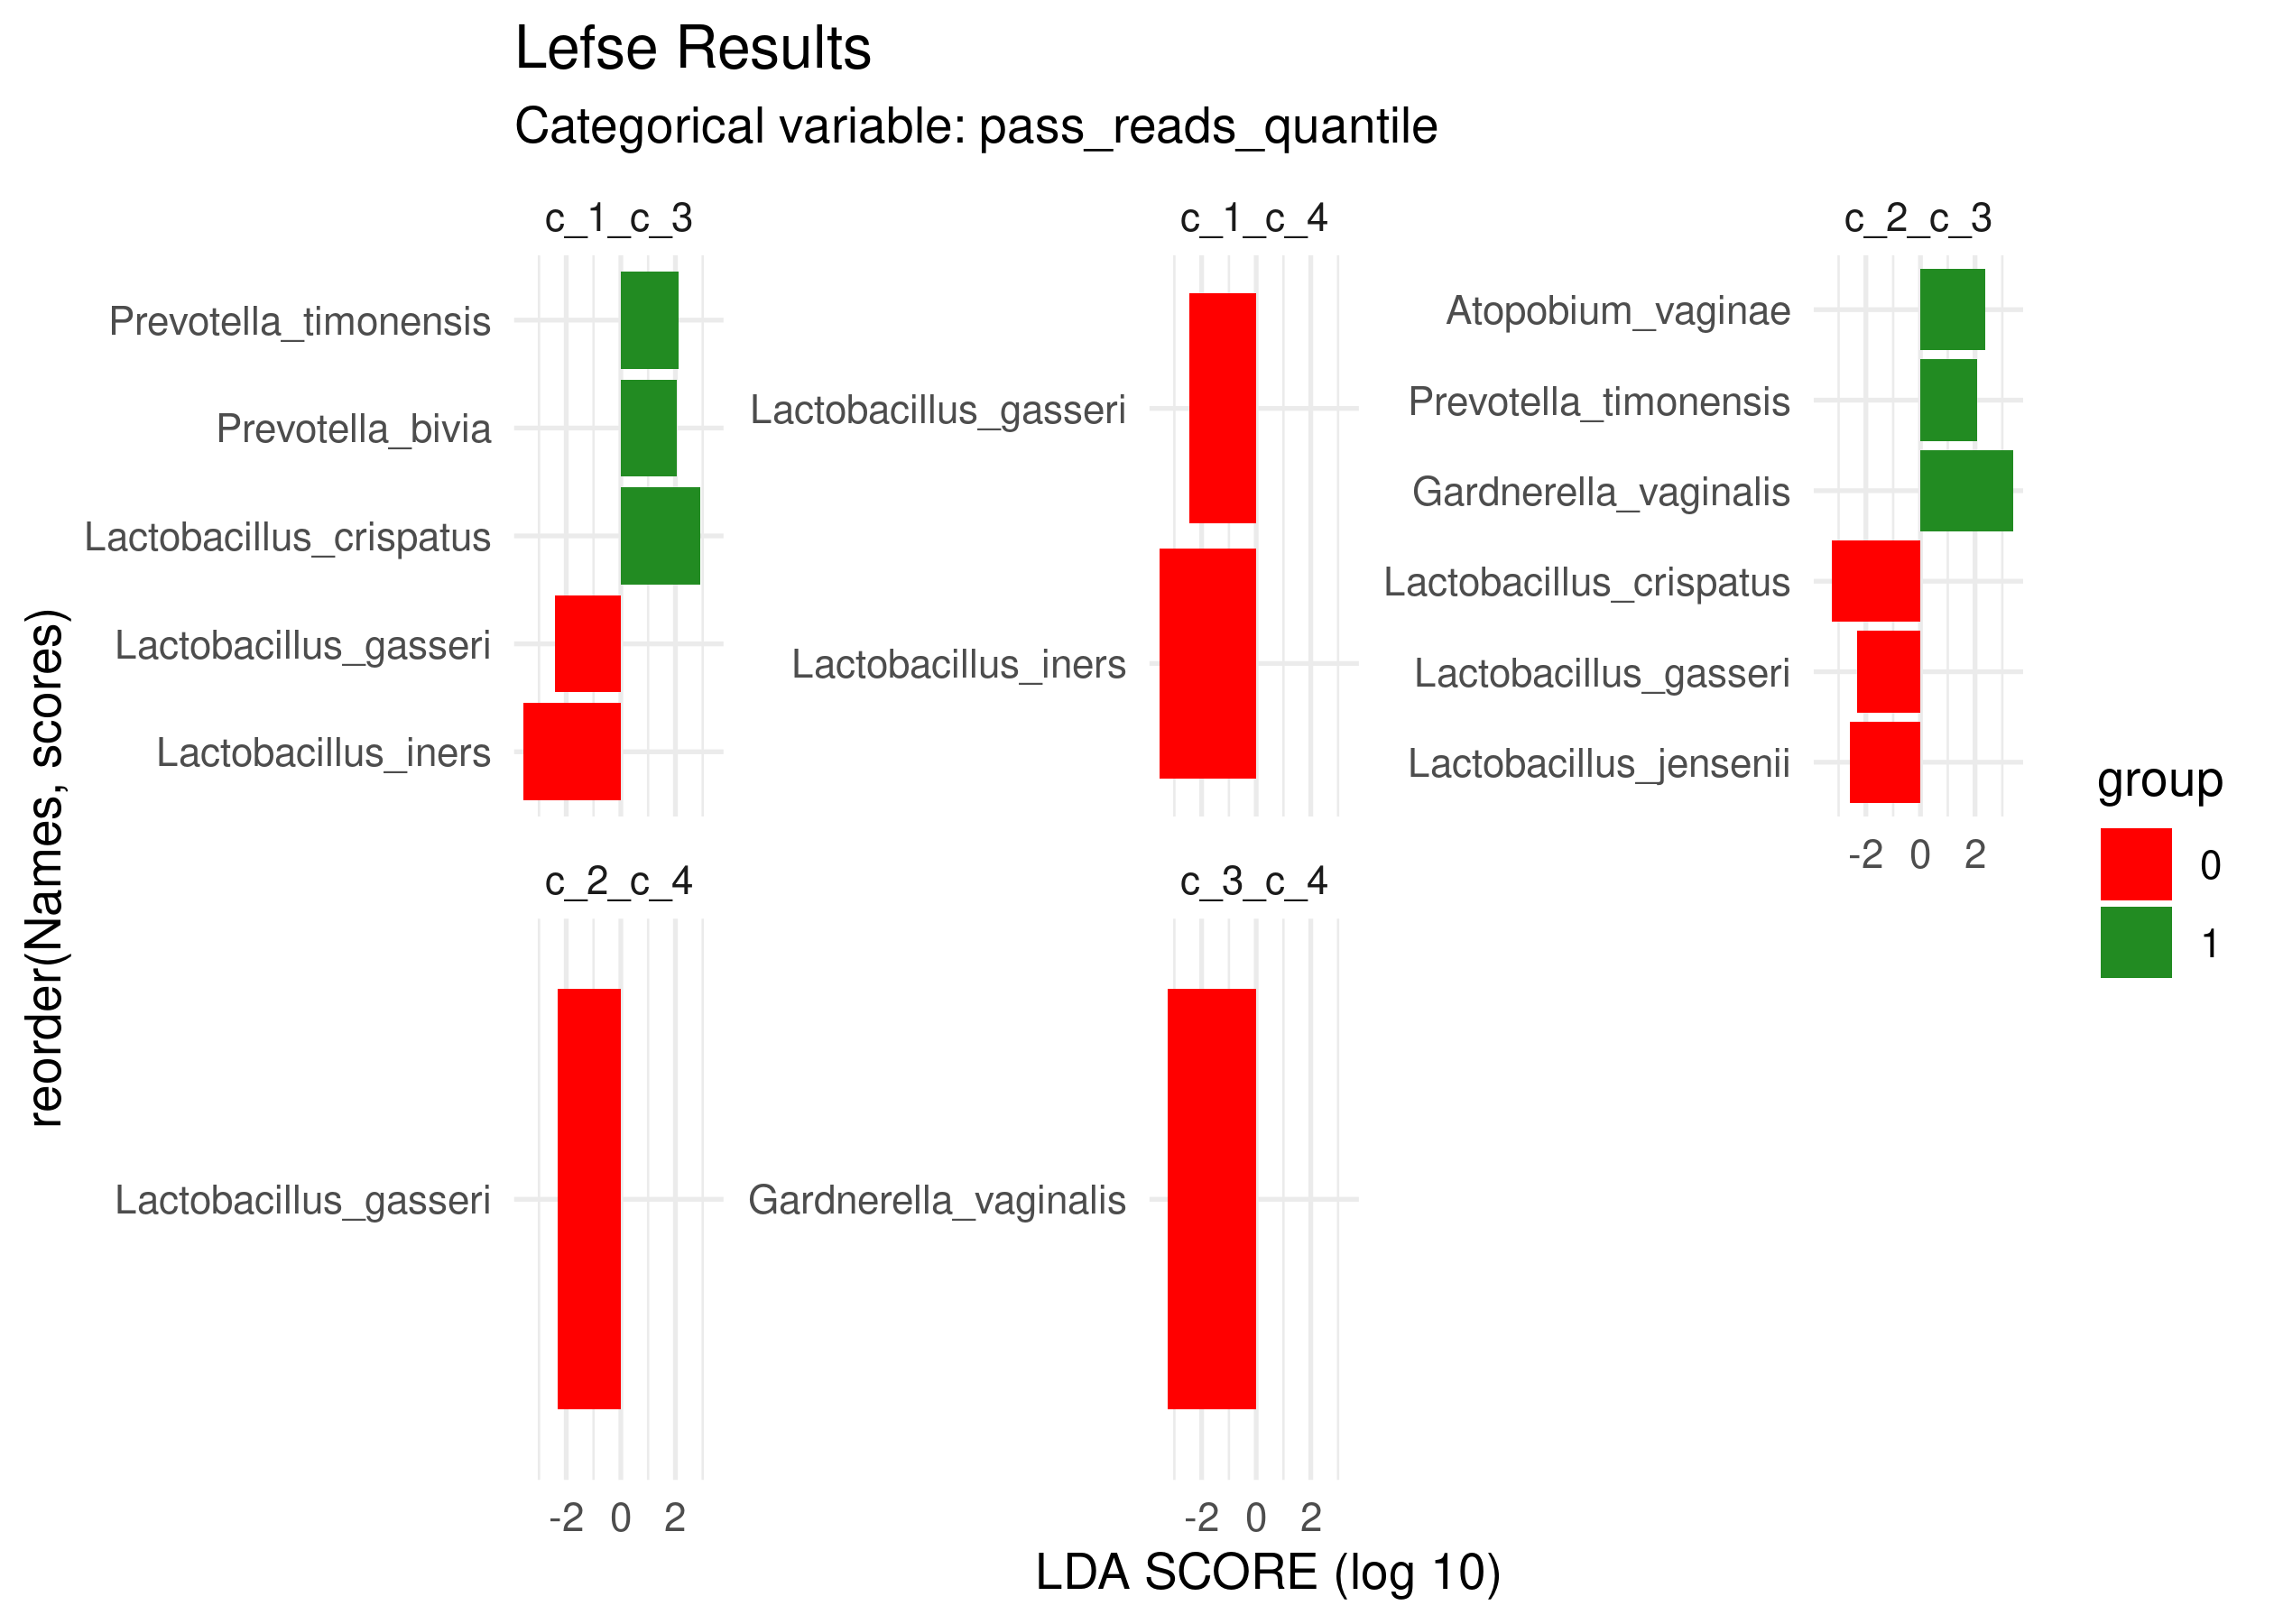 Lefse Results
Categorical variable: pass_reads_quantile
c_1_c_3
Prevotella_timonensis
Prevotella_bivia
Lactobacillus_crispatus
Lactobacillus_gasseri
Lactobacillus_iners
c_1_c_4
Lactobacillus_gasseri
Lactobacillus_iners
c_2_c_3
Atopobium_vaginae
Prevotella_timonensis
Gardnerella_vaginalis
Lactobacillus_crispatus
Lactobacillus_gasseri
Lactobacillus_jensenii
-2 0 2
c_2_c_4
Lactobacillus_gasseri
-2 0 2
c_3_c_4
Gardnerella_vaginalis
-2 0 2
LDA SCORE (log 10)
reorder(Names, scores)
group
0
1